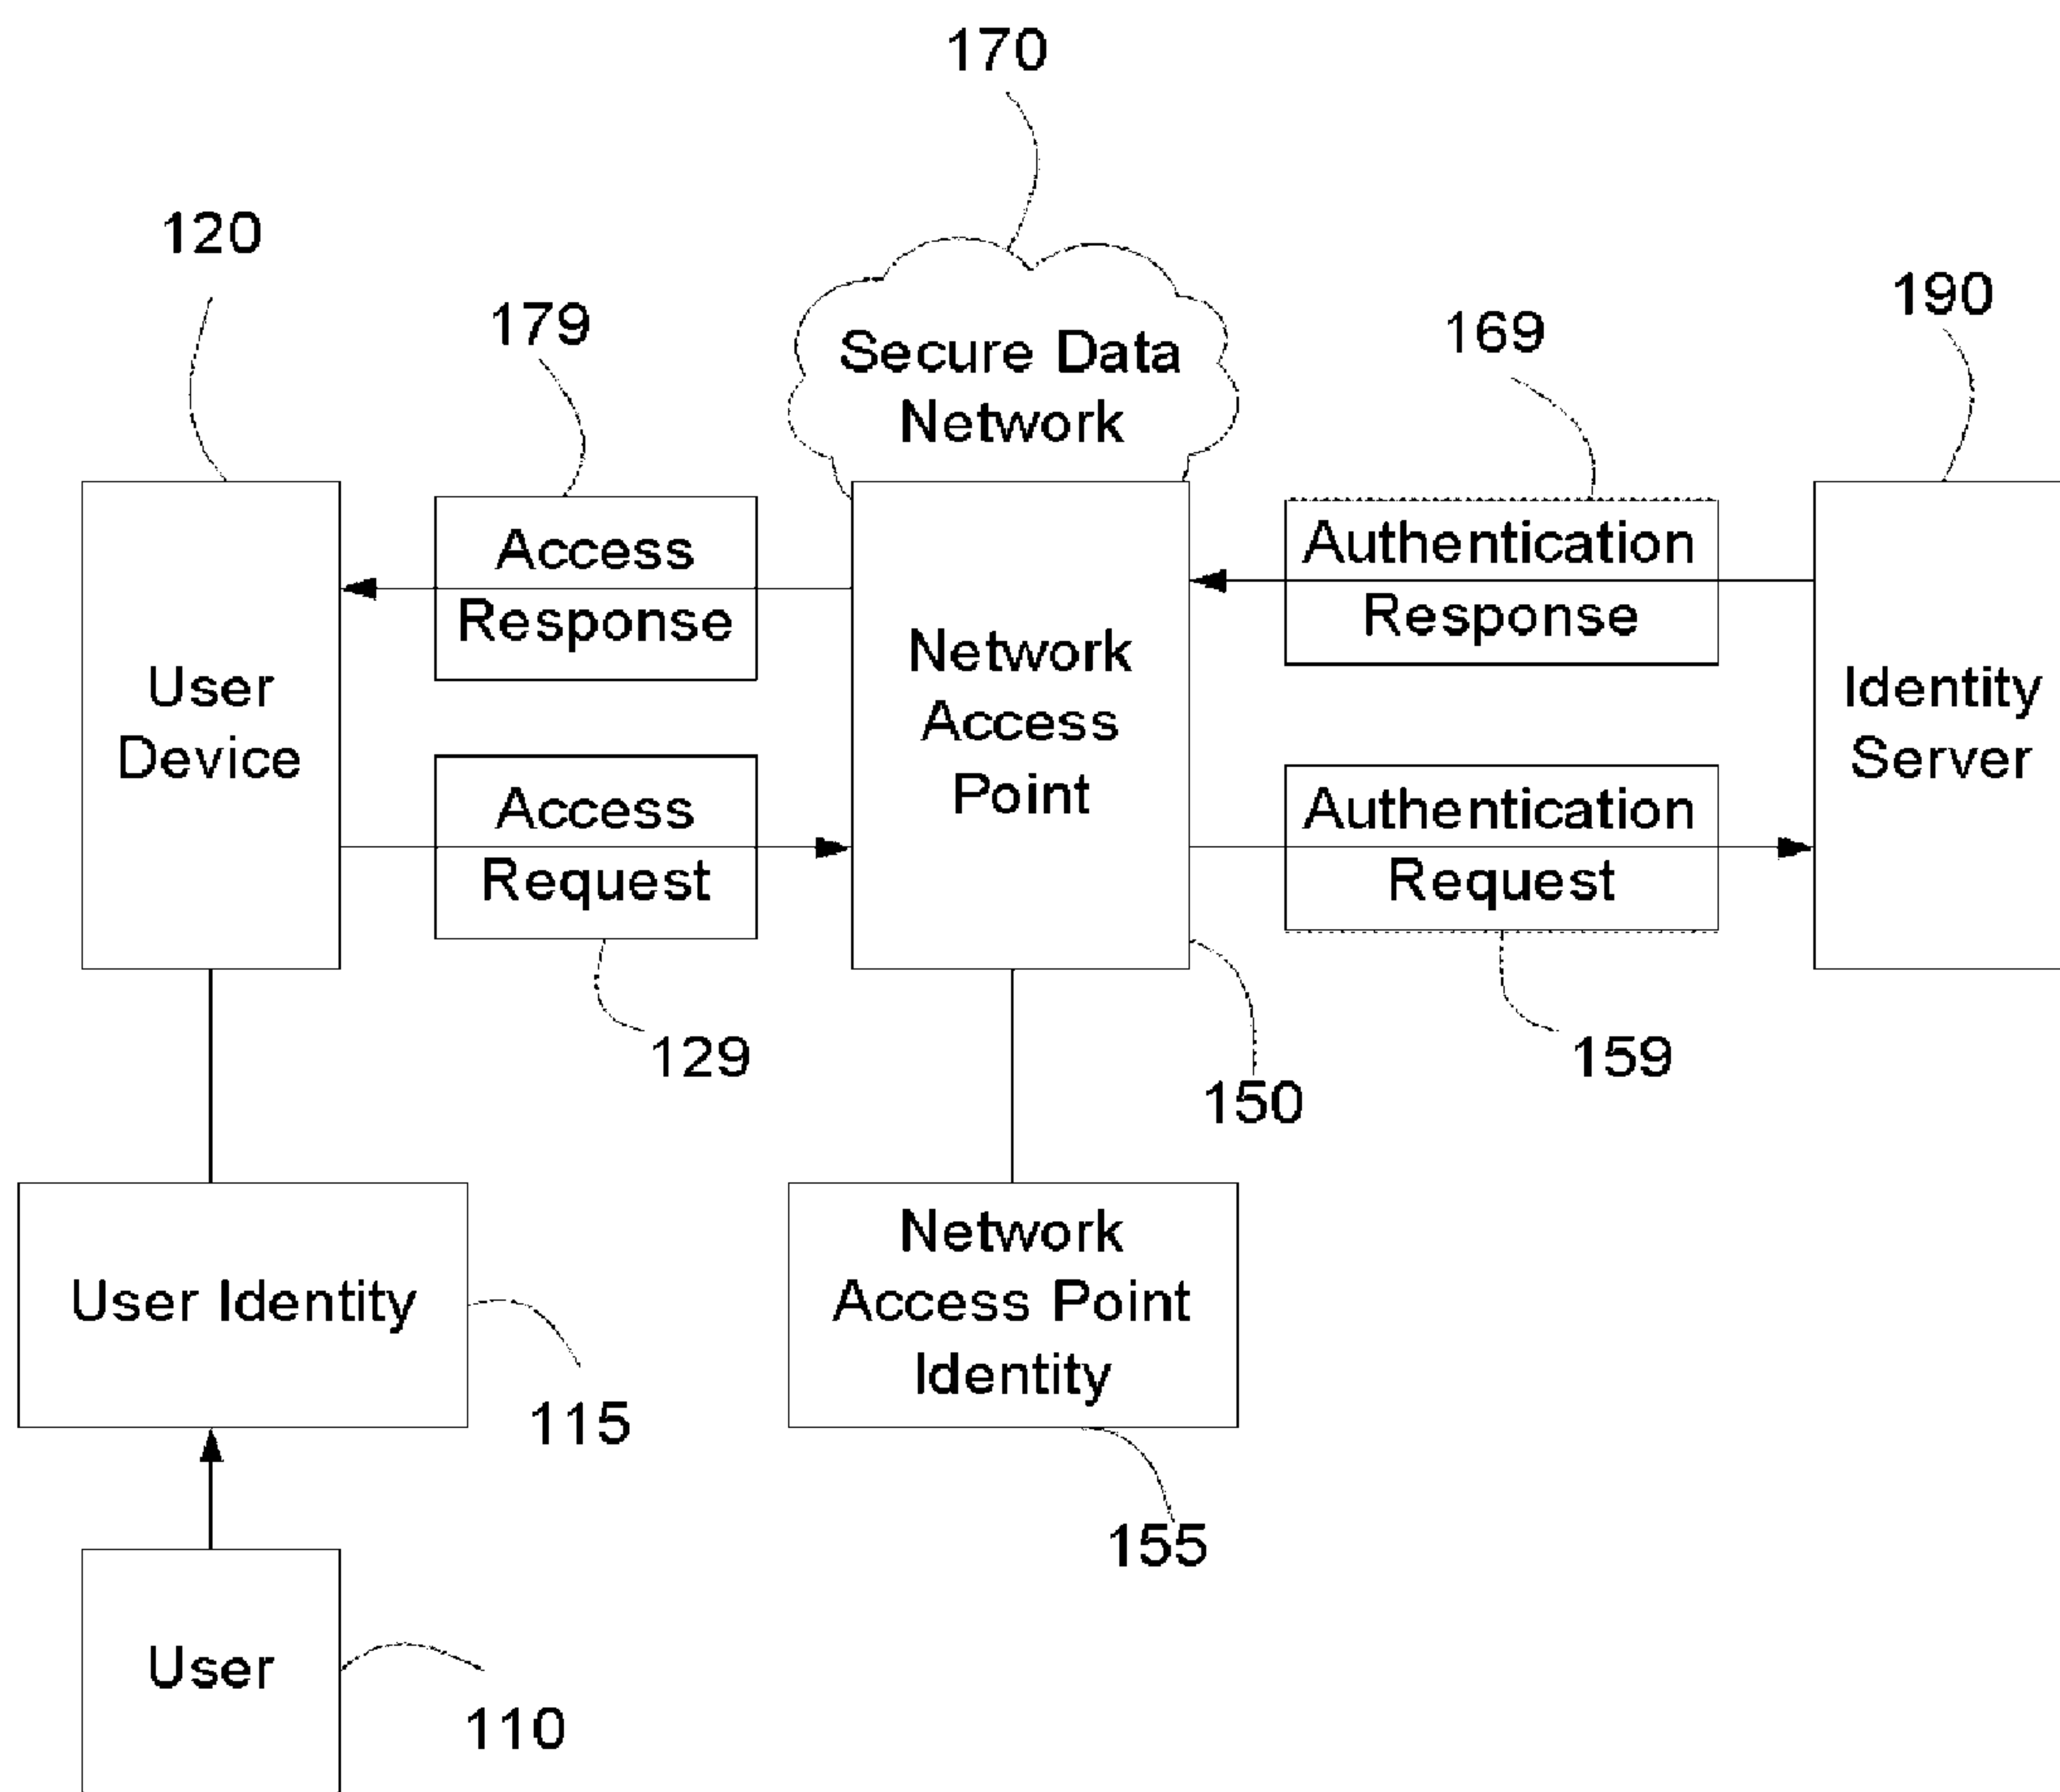 170
120
179
Secure Data
Network
169
190
Access
Response
Authentication
Response
User
Device
Network
Access
Point
Identity
Server
Access
Request
Authentication
Request
129
150
159
User Identity
115
Network
Access Point
Identity
155
User
110